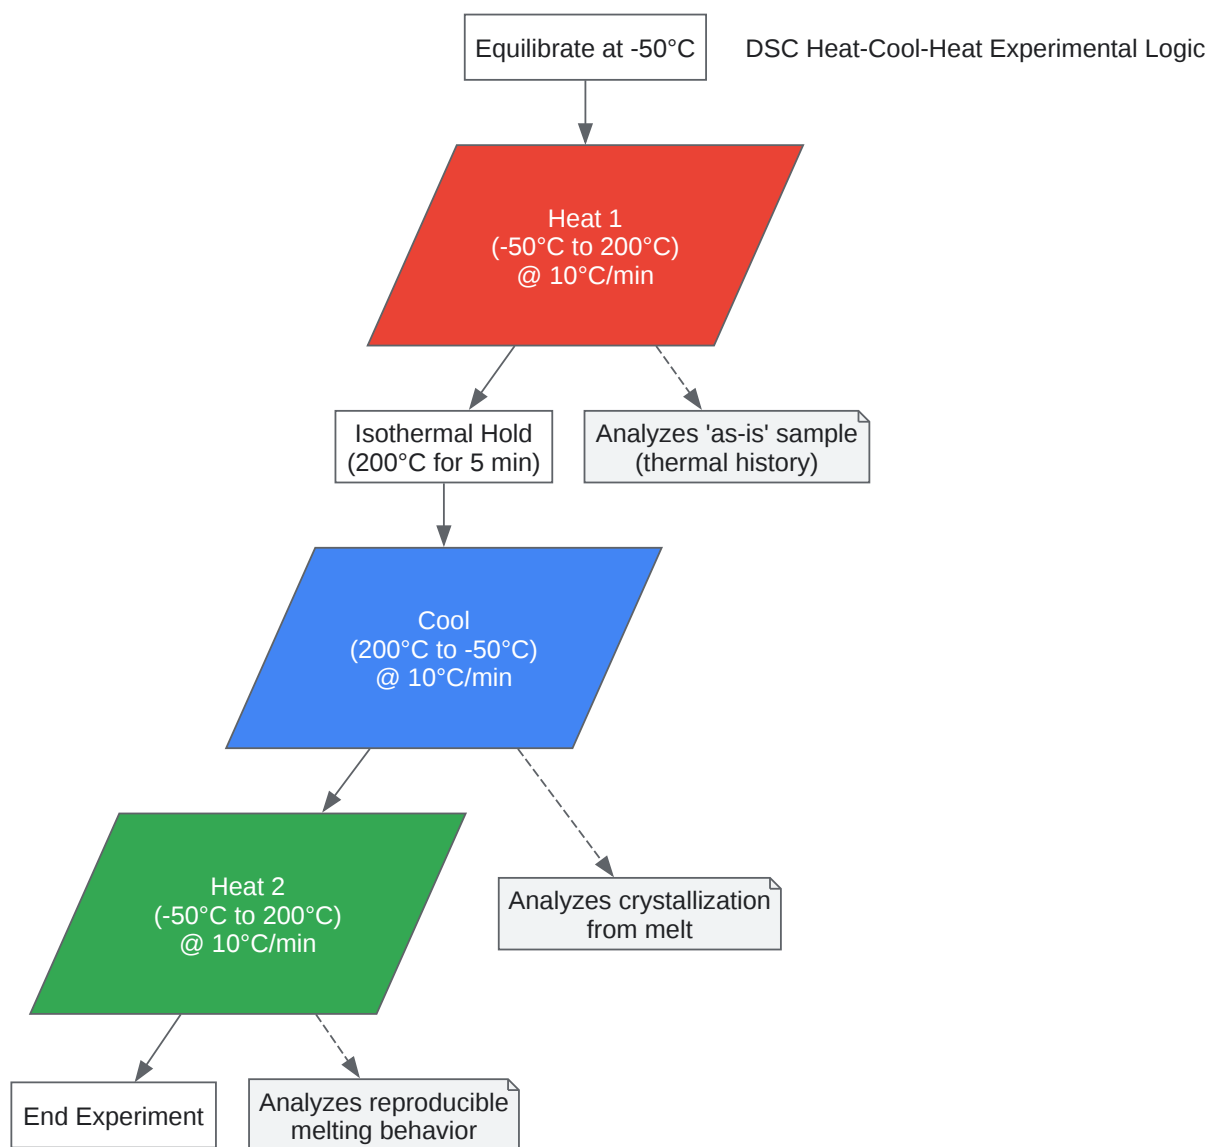 Equilibrate at -50°C
DSC Heat-Cool-Heat Experimental Logic
Heat 1
(-50°C to 200°C)
@ 10°C/min
Isothermal Hold
(200°C for 5 min)
Analyzes 'as-is' sample
(thermal history)
Cool
(200°C to -50°C)
@ 10°C/min
Heat 2
(-50°C to 200°C)
@ 10°C/min
Analyzes crystallization
from melt
End Experiment
Analyzes reproducible
melting behavior